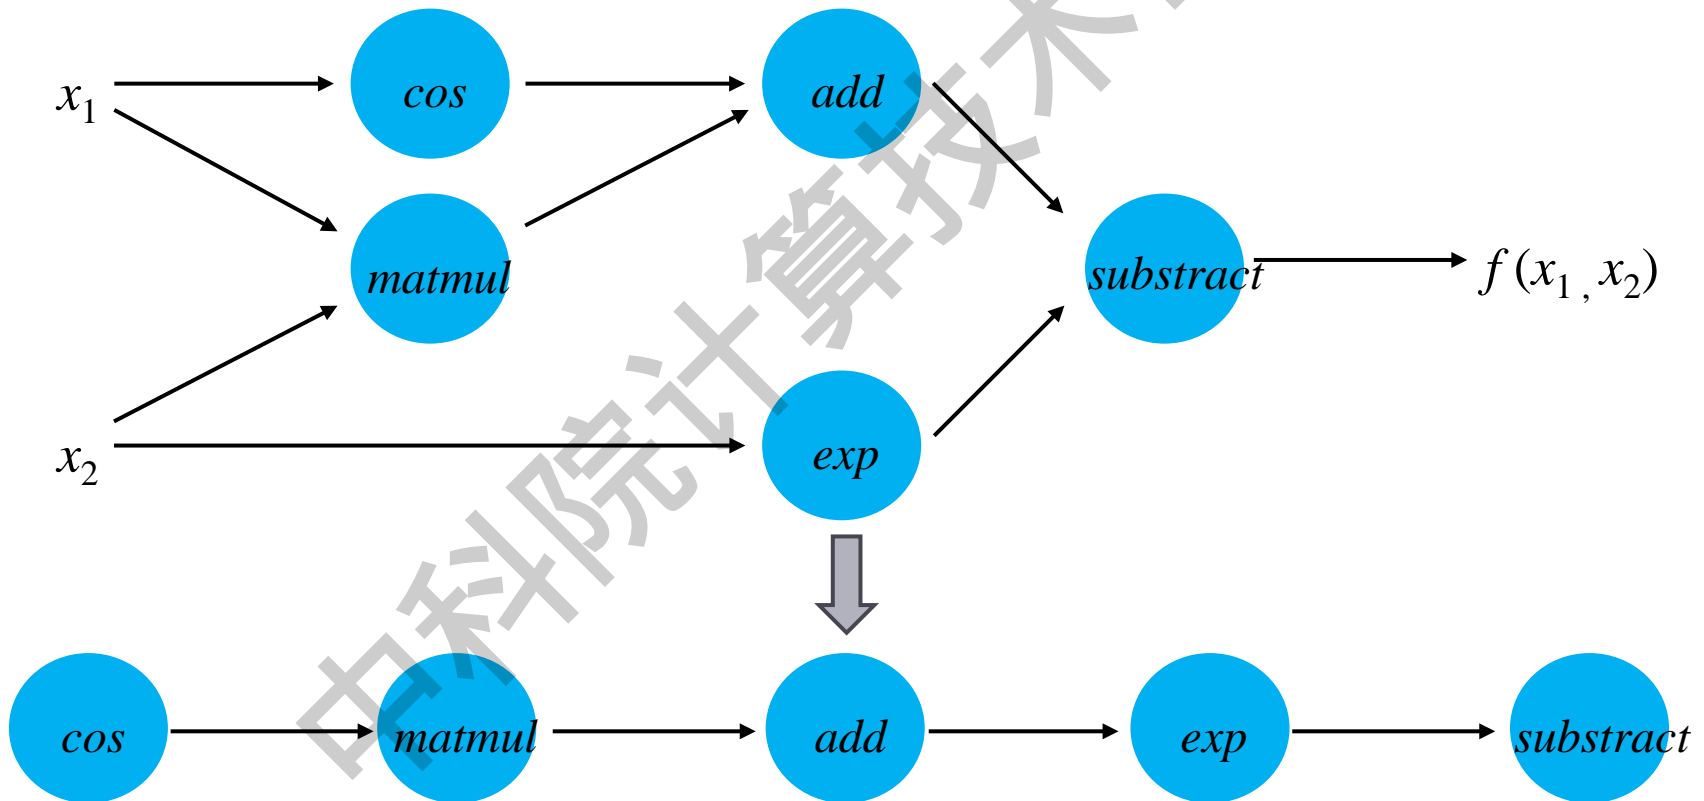 x1
cos
add
matmul
substract
f(x1, x2)
x2
exp
cos
matmul
add
exp
substract
中科院计算技术